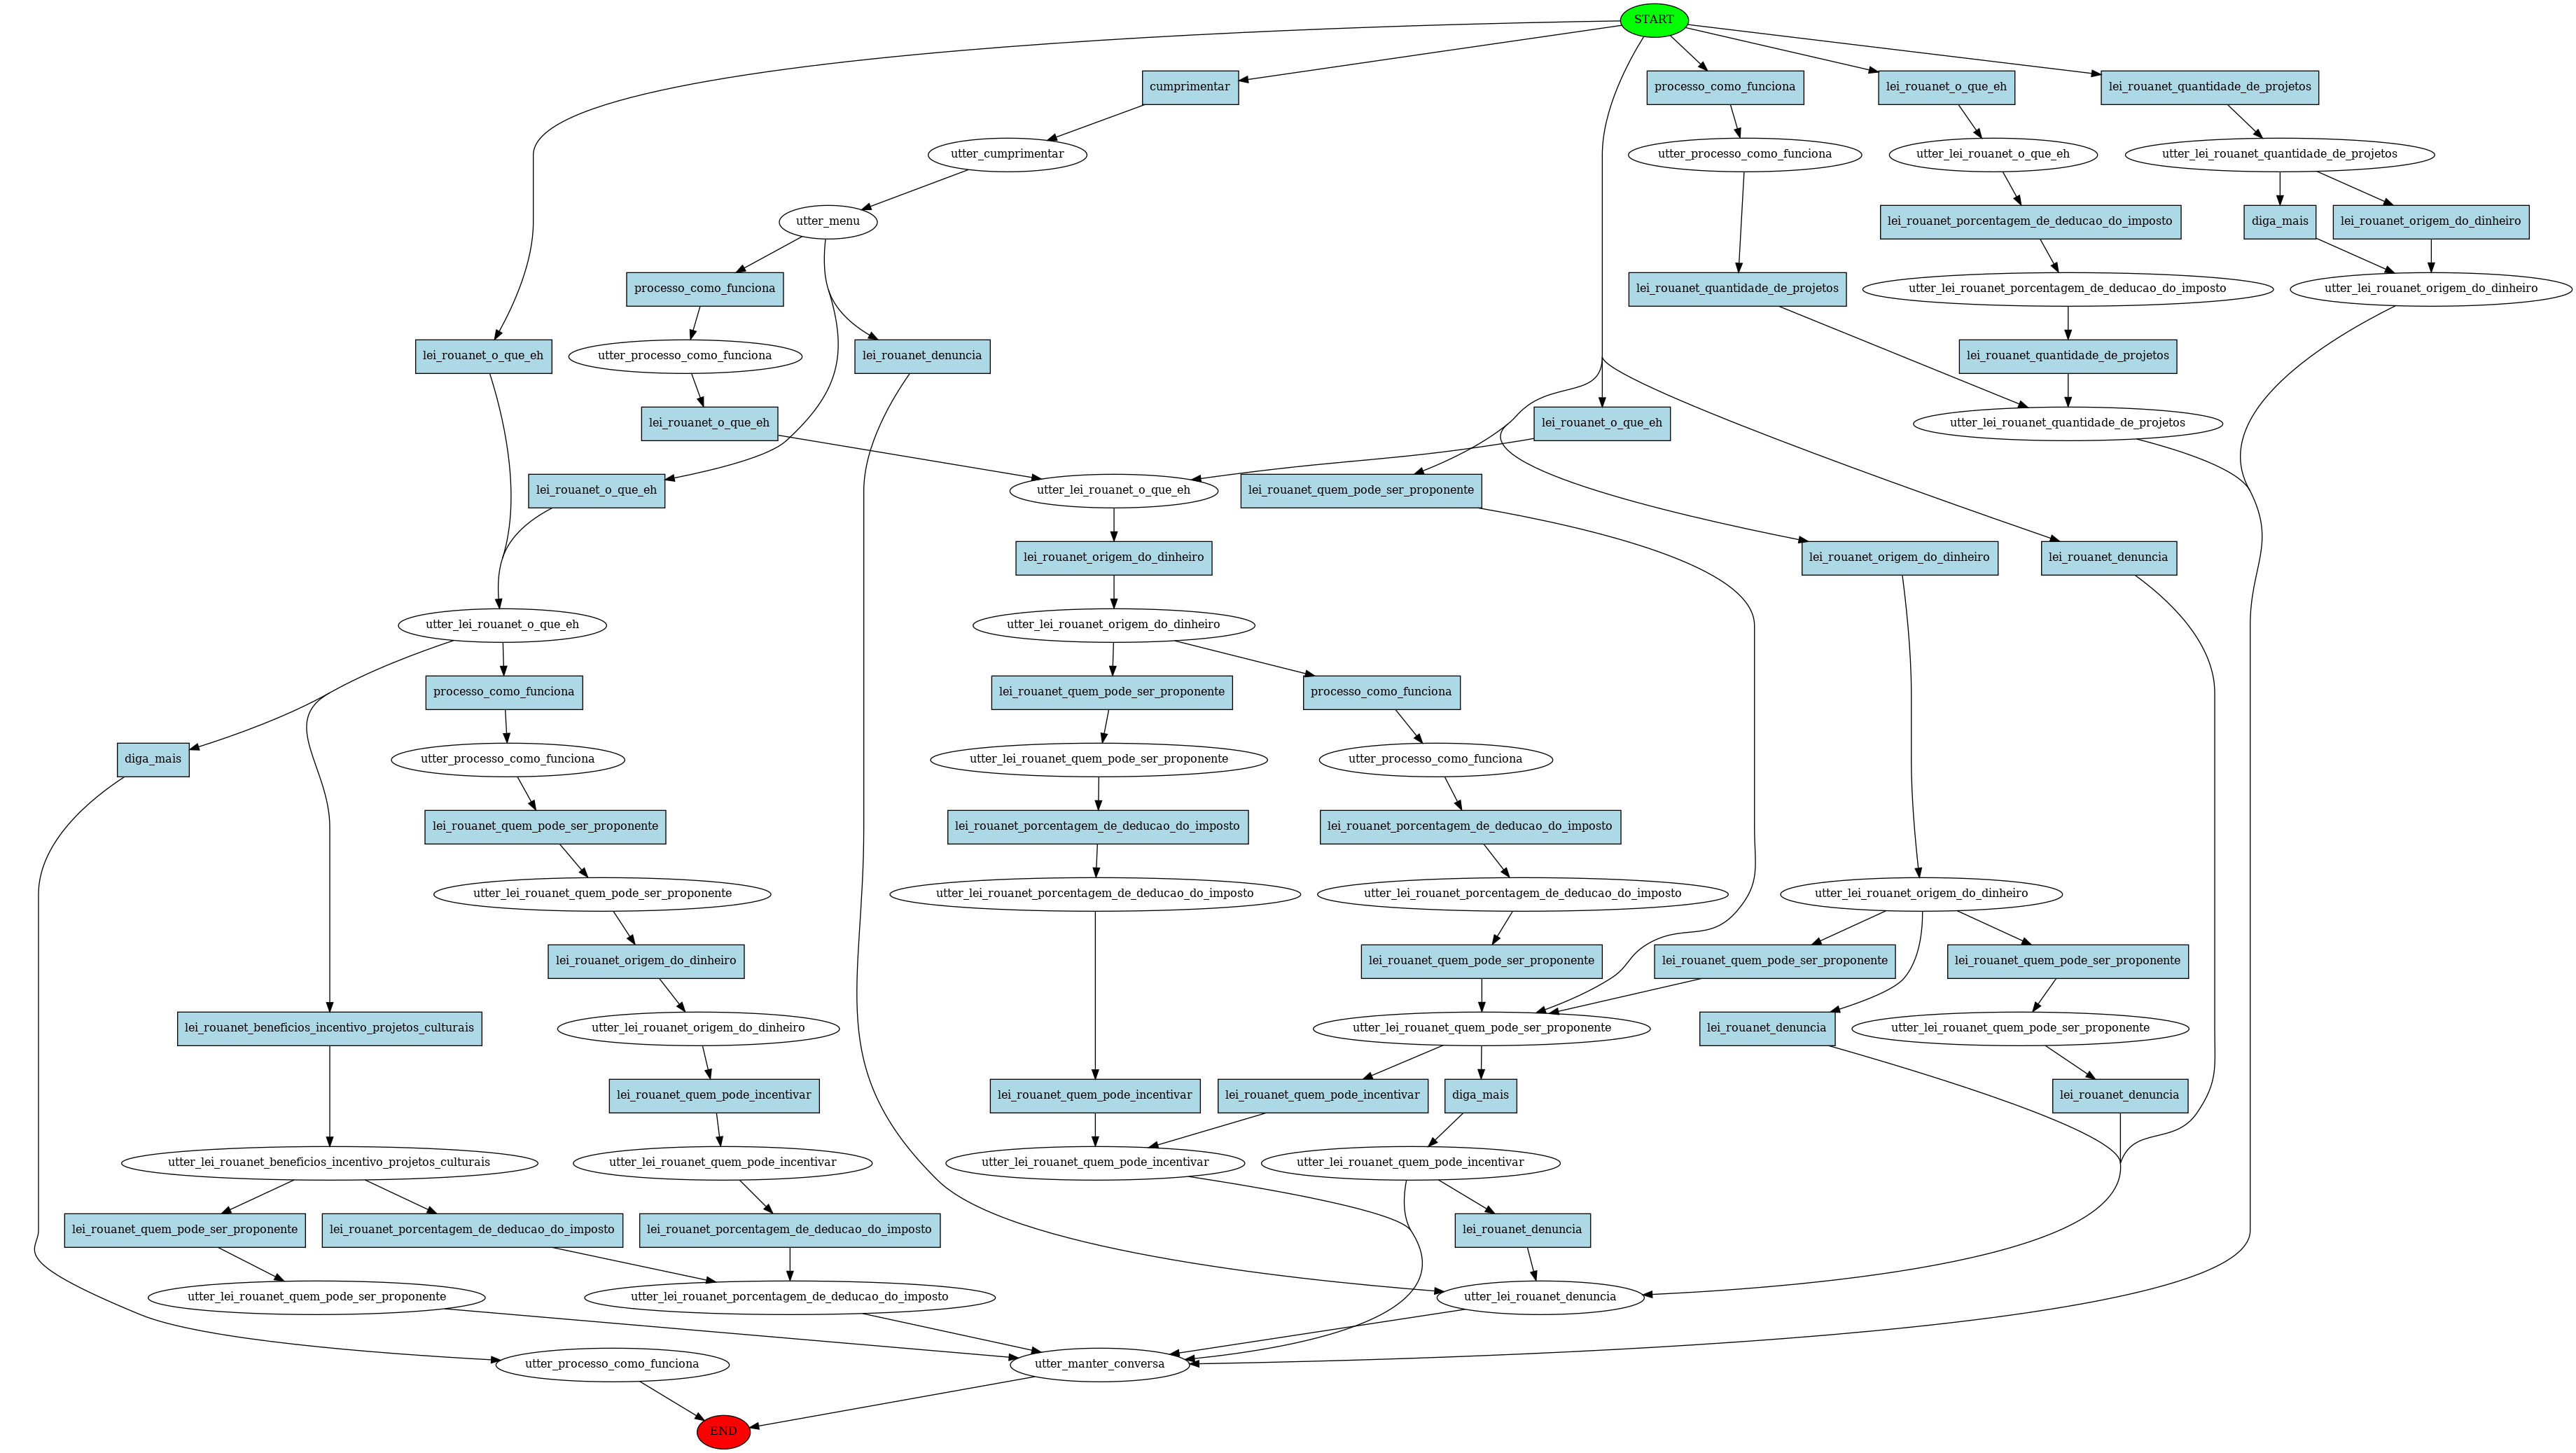 START
cumprimentar
processo_como_funciona
lei_rouanet_o_que_eh
lei_rouanet_quantidade_de_projetos
utter_cumprimentar
utter_processo_como_funciona
utter_lei_rouanet_o_que_eh
utter_lei_rouanet_quantidade_de_projetos
utter_menu
lei_rouanet_porcentagem_de_deducao_do_imposto
diga_mais
lei_rouanet_origem_do_dinheiro
processo_como_funciona
lei_rouanet_quantidade_de_projetos
utter_lei_rouanet_porcentagem_de_deducao_do_imposto
utter_lei_rouanet_origem_do_dinheiro
lei_rouanet_o_que_eh
utter_processo_como_funciona
lei_rouanet_denuncia
lei_rouanet_quantidade_de_projetos
lei_rouanet_o_que_eh
lei_rouanet_o_que_eh
utter_lei_rouanet_quantidade_de_projetos
lei_rouanet_o_que_eh
utter_lei_rouanet_o_que_eh
lei_rouanet_quem_pode_ser_proponente
lei_rouanet_origem_do_dinheiro
lei_rouanet_origem_do_dinheiro
lei_rouanet_denuncia
utter_lei_rouanet_o_que_eh
utter_lei_rouanet_origem_do_dinheiro
processo_como_funciona
lei_rouanet_quem_pode_ser_proponente
processo_como_funciona
diga_mais
utter_processo_como_funciona
utter_lei_rouanet_quem_pode_ser_proponente
utter_processo_como_funciona
lei_rouanet_quem_pode_ser_proponente
lei_rouanet_porcentagem_de_deducao_do_imposto
lei_rouanet_porcentagem_de_deducao_do_imposto
utter_lei_rouanet_quem_pode_ser_proponente
utter_lei_rouanet_porcentagem_de_deducao_do_imposto
utter_lei_rouanet_porcentagem_de_deducao_do_imposto
utter_lei_rouanet_origem_do_dinheiro
lei_rouanet_origem_do_dinheiro
lei_rouanet_quem_pode_ser_proponente
lei_rouanet_quem_pode_ser_proponente
lei_rouanet_quem_pode_ser_proponente
lei_rouanet_beneficios_incentivo_projetos_culturais
utter_lei_rouanet_origem_do_dinheiro
utter_lei_rouanet_quem_pode_ser_proponente
lei_rouanet_denuncia
utter_lei_rouanet_quem_pode_ser_proponente
lei_rouanet_quem_pode_incentivar
lei_rouanet_quem_pode_incentivar
lei_rouanet_quem_pode_incentivar
diga_mais
lei_rouanet_denuncia
utter_lei_rouanet_beneficios_incentivo_projetos_culturais
utter_lei_rouanet_quem_pode_incentivar
utter_lei_rouanet_quem_pode_incentivar
utter_lei_rouanet_quem_pode_incentivar
lei_rouanet_quem_pode_ser_proponente
lei_rouanet_porcentagem_de_deducao_do_imposto
lei_rouanet_porcentagem_de_deducao_do_imposto
lei_rouanet_denuncia
utter_lei_rouanet_quem_pode_ser_proponente
utter_lei_rouanet_porcentagem_de_deducao_do_imposto
utter_lei_rouanet_denuncia
utter_processo_como_funciona
utter_manter_conversa
END